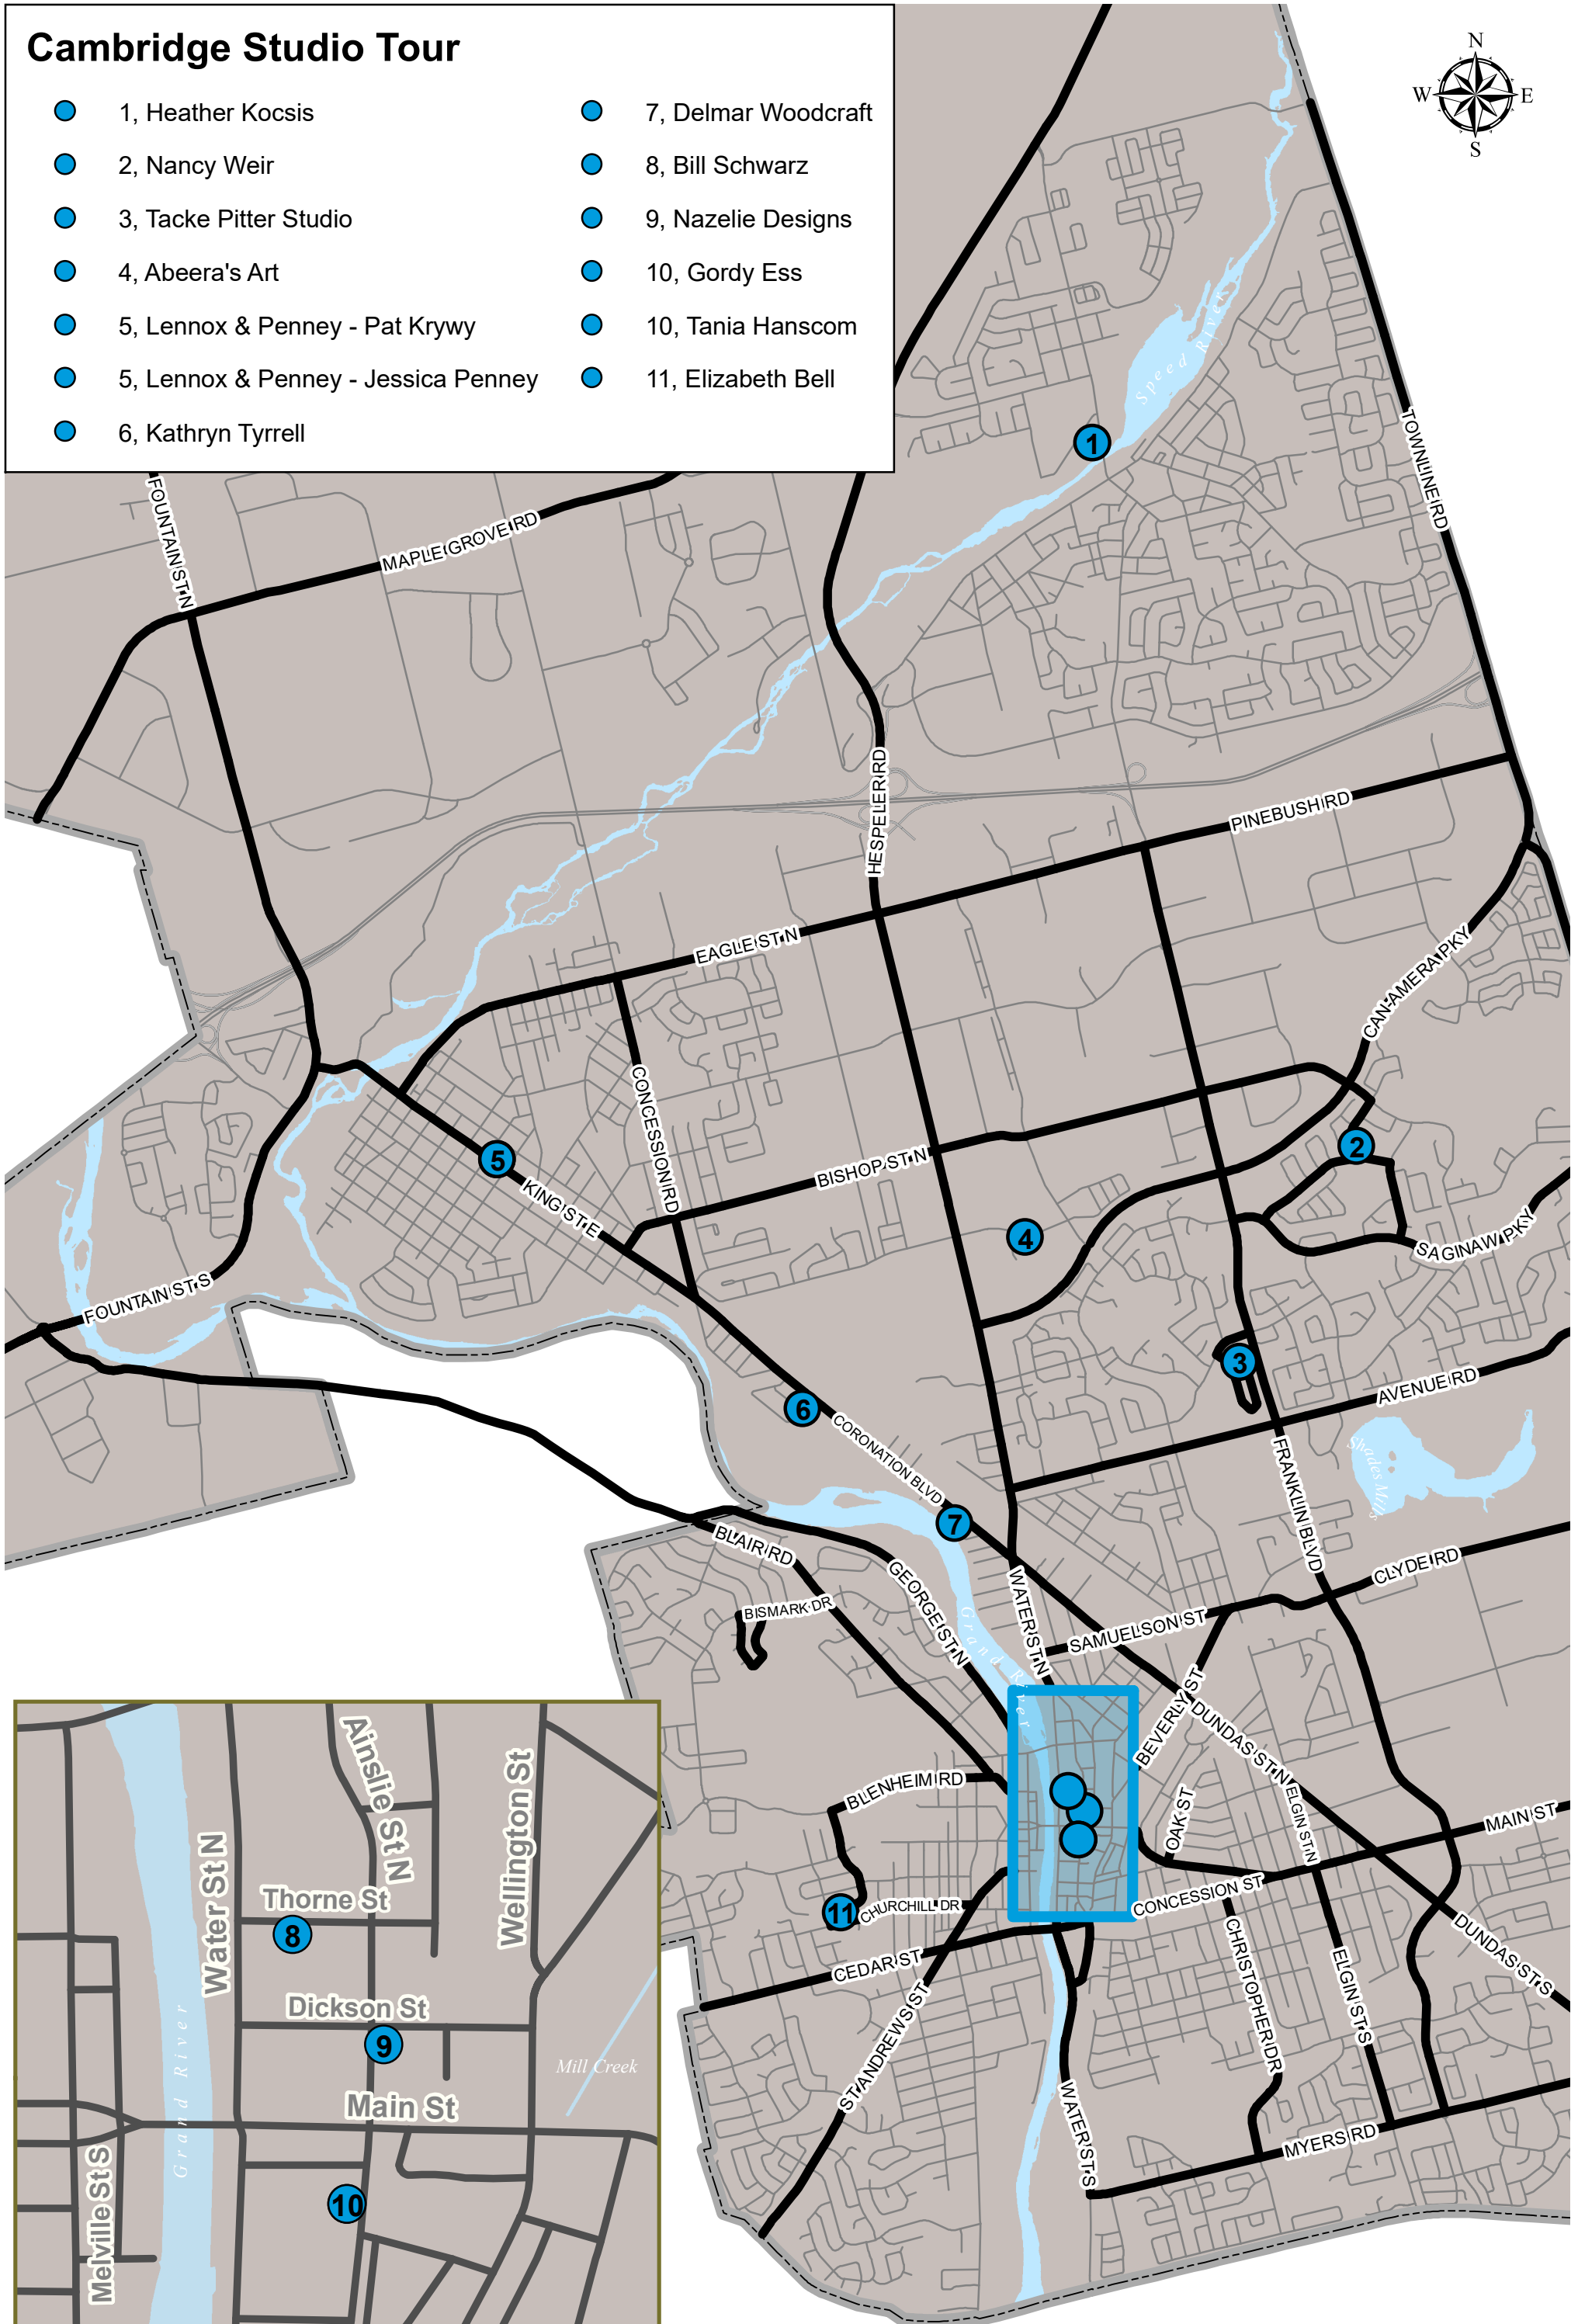 Cambridge Studio Tour
1, Heather Kocsis
2, Nancy Weir
3, Tacke Pitter Studio
4, Abeera's Art
5, Lennox & Penney - Pat Krywy
5, Lennox & Penney - Jessica Penney
6, Kathryn Tyrrell
7, Delmar Woodcraft
8, Bill Schwarz
9, Nazelie Designs
10, Gordy Ess
10, Tania Hanscom
11, Elizabeth Bell
N
W
E
S
Speed River
1
TOWNLINE RD
FOUNTAIN ST N
MAPLE GROVE RD
HESPELER RD
PINEBUSH RD
EAGLE ST N
CAN-AMERA PKY
CONCESSION RD
2
5
BISHOP ST N
KING ST E
4
SAGINAW PKY
FOUNTAIN ST S
3
AVENUE RD
6
CORONATION BLVD
Shades Mills
FRANKLIN BLVD
7
BLAIR RD
GEORGE ST N
CLYDE RD
BISMARK DR
WATER ST N
SAMUELSON ST
Grand River
BEVERLY ST
DUNDAS ST N
BLENHEIM RD
ELGIN ST N
OAK ST
MAIN ST
CONCESSION ST
11
CHURCHILL DR
CEDAR ST
CHRISTOPHER DR
DUNDAS ST S
ELGIN ST S
ST ANDREWS ST
WATER ST S
MYERS RD
Ainslie St N
Wellington St
Water St N
Thorne St
8
Dickson St
9
Grand River
Mill Creek
Main St
Melville St S
10